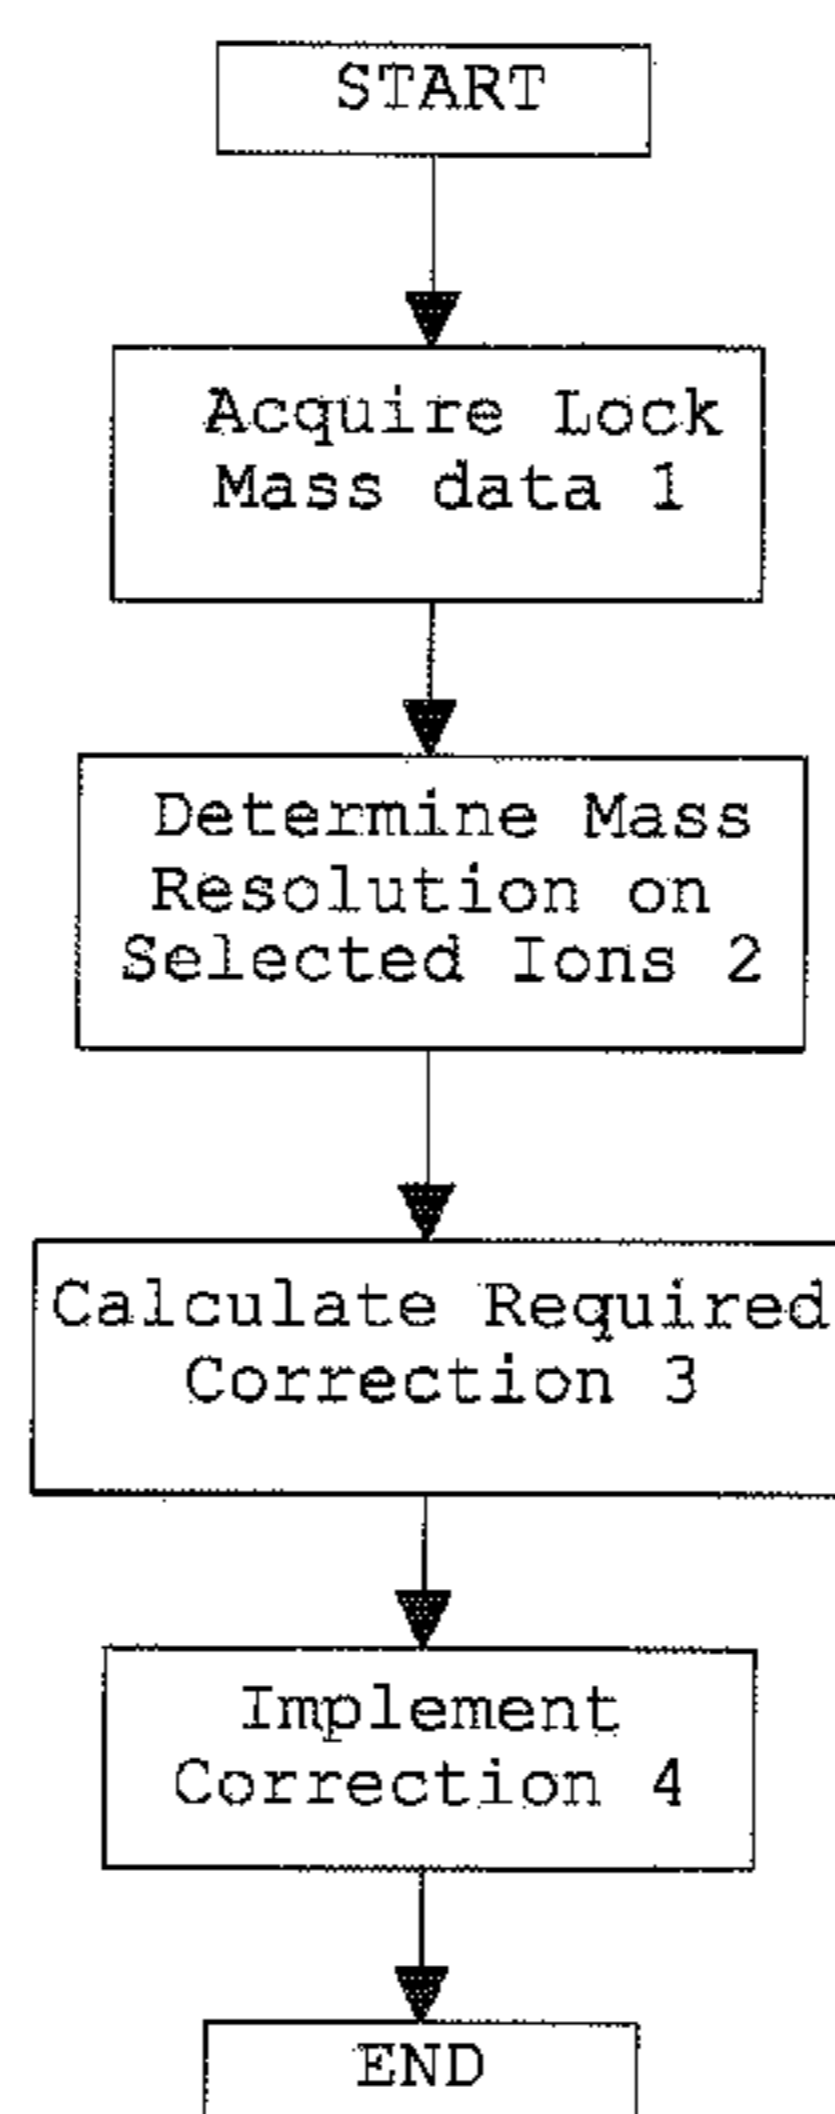 START
Acquire Lock
Mass data 1
Determine Mass
Resolution on
Selected Ions 2
Calculate Required
Correction 3
Implement
Correction 4
END